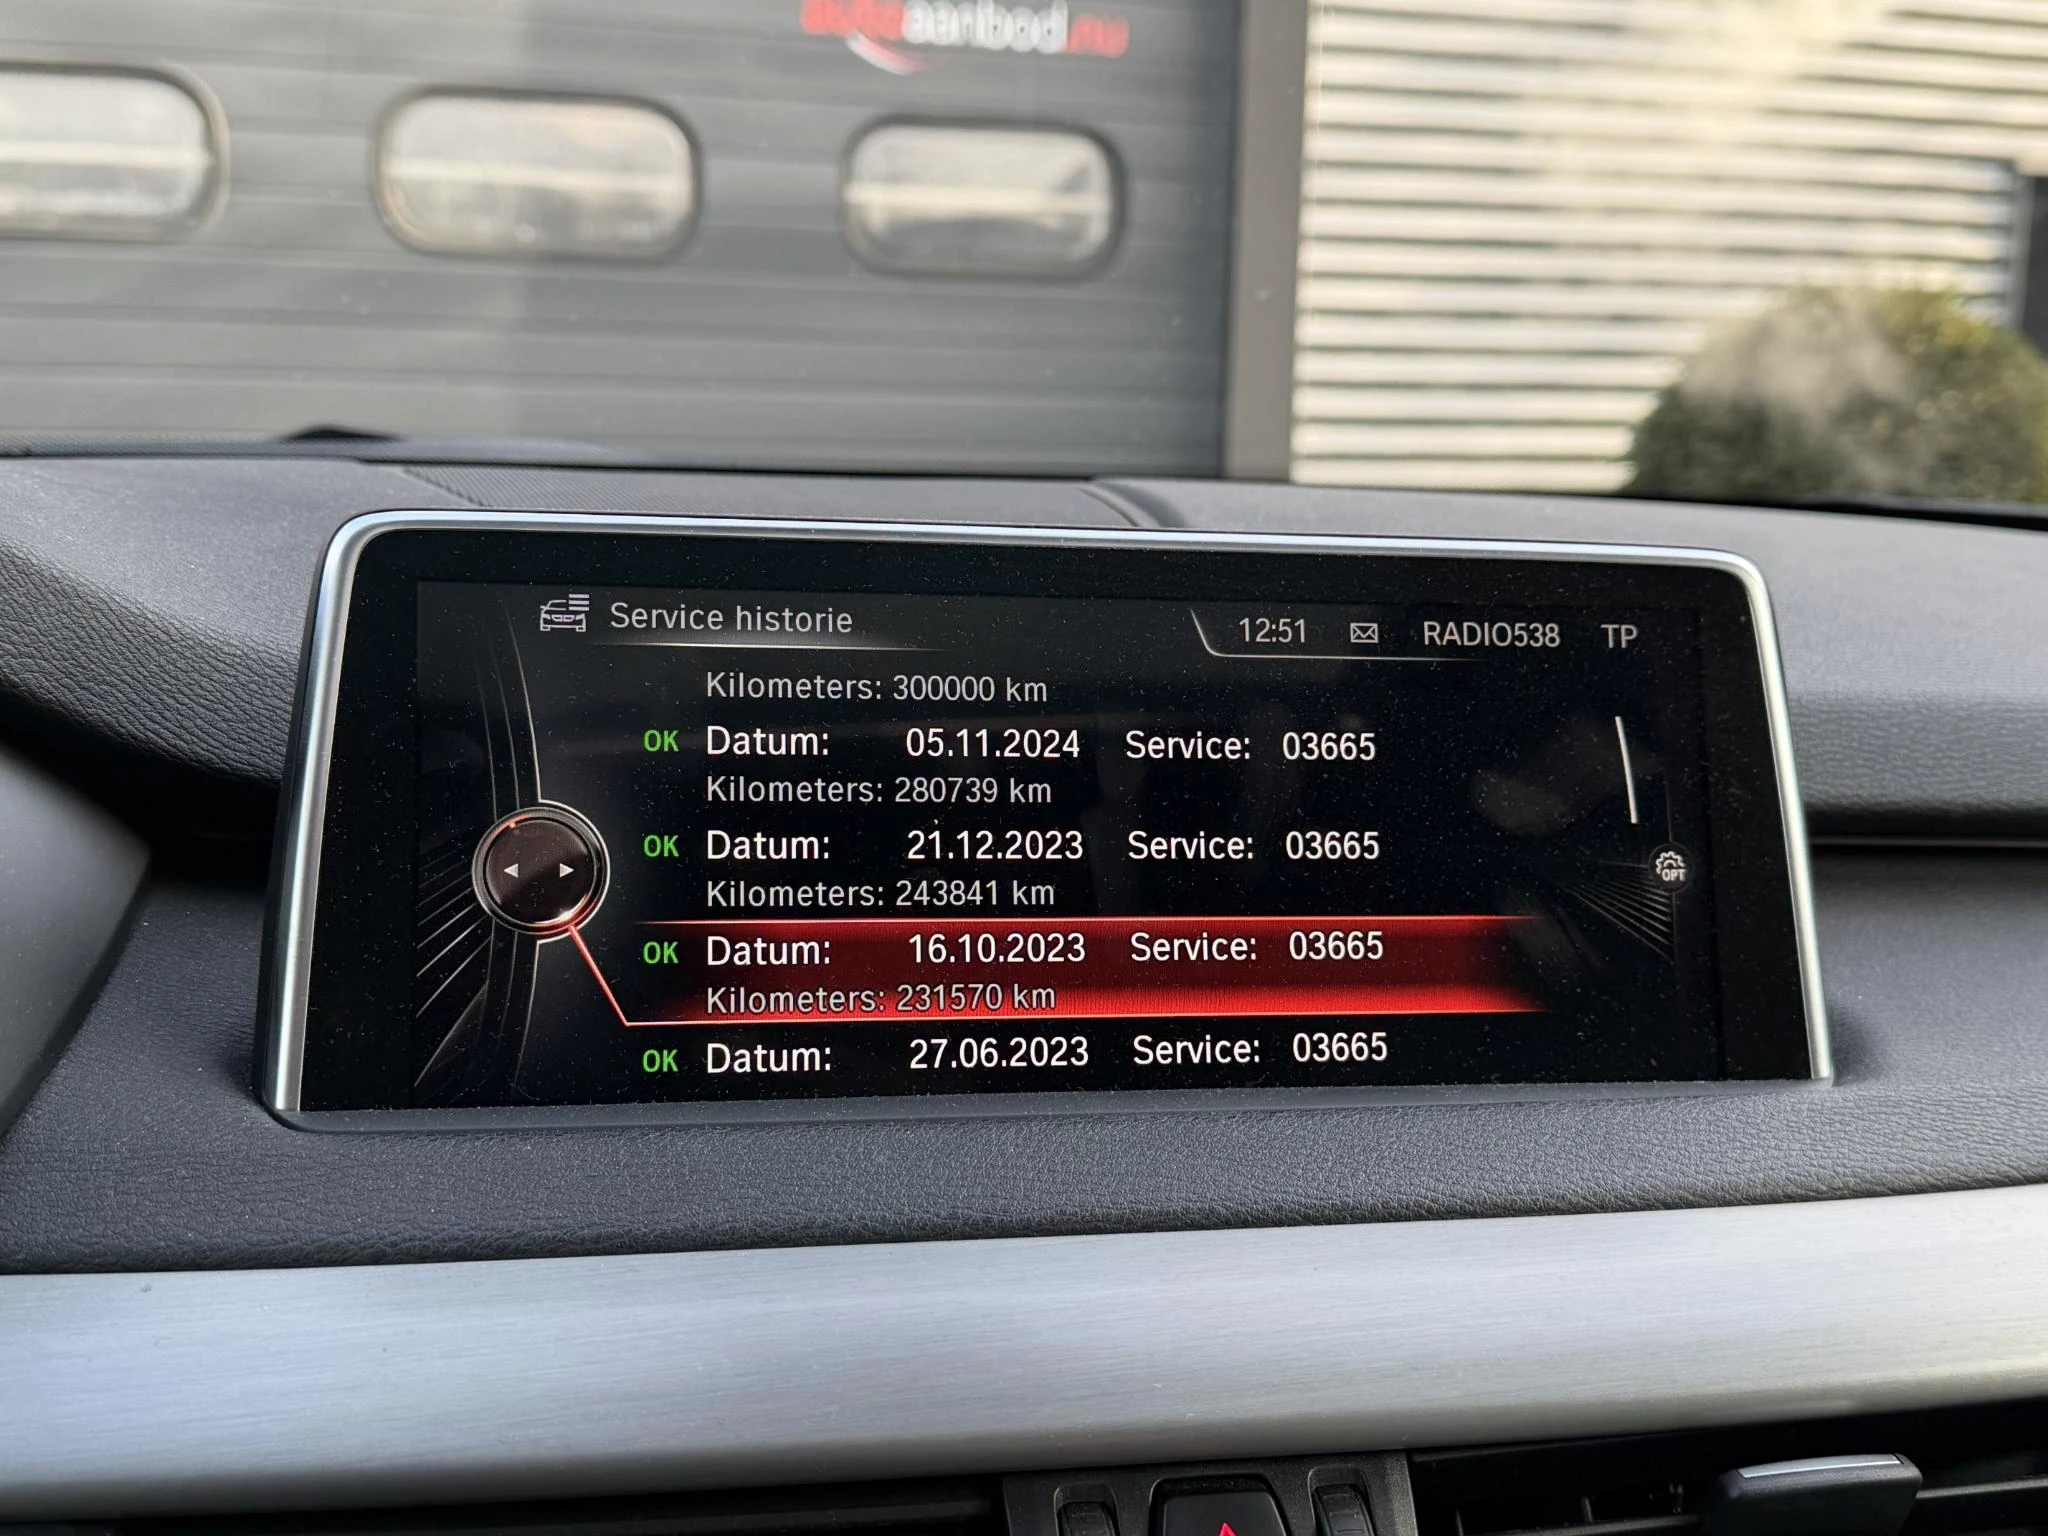 autoaanbod.nu
Service historie 12:51 RADIO538 TP
Kilometers: 300000 km
OK Datum: 05.11.2024 Service: 03665
Kilometers: 280739 km
OK Datum: 21.12.2023 Service: 03665
Kilometers: 243841 km
OPT
OK Datum: 16.10.2023 Service: 03665
Kilometers: 231570 km
OK Datum: 27.06.2023 Service: 03665